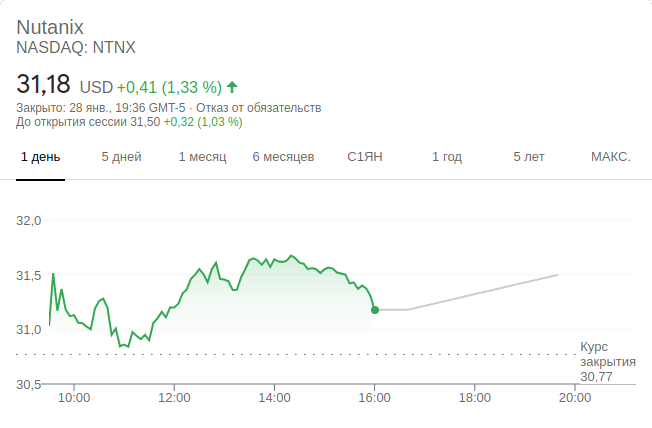 Nutanix
NASDAQ: NTNX
31,18 USD +0,41 (1,33 %)
Закрыто: 28 янв., 19:36 GMT-5 · Отказ от обязательств
До открытия сессии 31,50 +0,32 (1,03 %)
1 день 5 дней 1 месяц 6 месяцев С1ЯН 1 год 5 лет МАКС.
32,0
31,5
31,0
Курс
закрытия
30,77
30,5
10:00 12:00 14:00 16:00 18:00 20:00